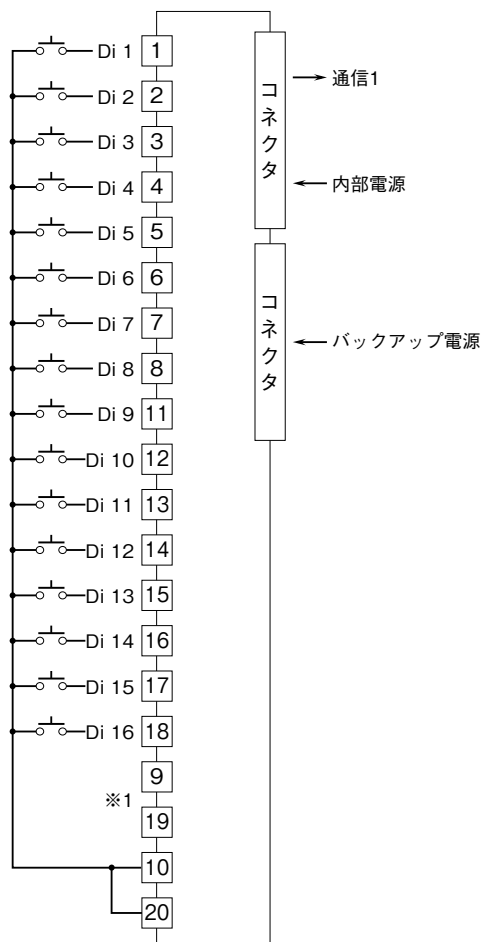 Di 1 1
Di 2 2
Di 3 3
Di 4 4
Di 5 5
Di 6 6
Di 7 7
Di 8 8
Di 9 11
Di 10 12
Di 11 13
Di 12 14
Di 13 15
Di 14 16
Di 15 17
Di 16 18
9
※1
19
10
20
コネクタ
通信1
内部電源
コネクタ
バックアップ電源